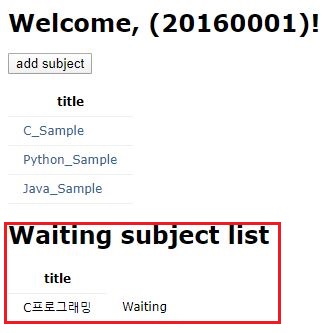 Welcome, (20160001)!
add subject
title
C_Sample
Python_Sample
Java_Sample
Waiting subject list
title
C프로그래밍 Waiting